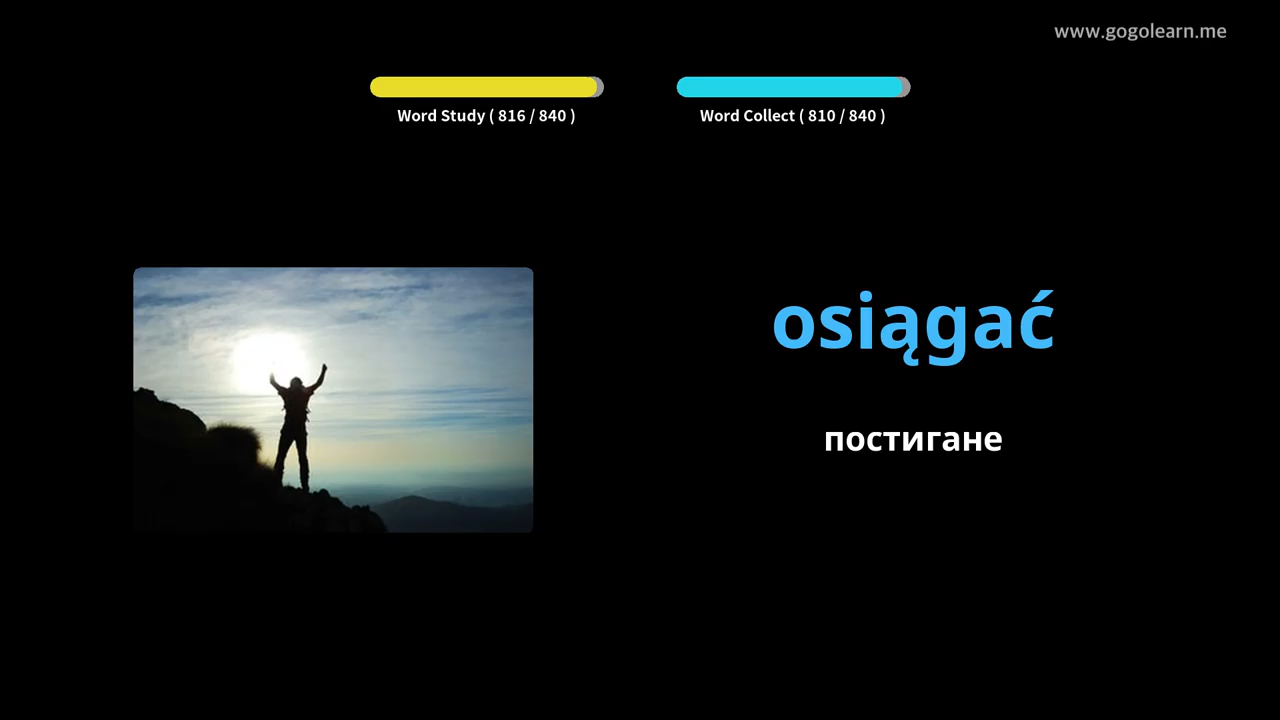 www.gogolearn.me
Word Study ( 816 / 840 )
Word Collect ( 810 / 840 )
osiągać
постигане